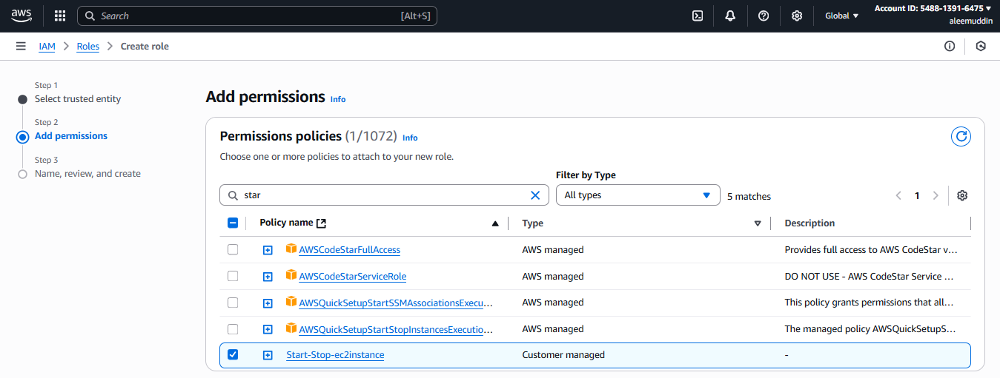 aws
Search [Alt+S]
Global
Account ID: 5488-1391-6475
aleemuddin
IAM
Roles
Create role
Step 1
Select trusted entity
Step 2
Add permissions
Step 3
Name, review, and create
Add permissions Info
Permissions policies (1/1072) Info
Choose one or more policies to attach to your new role.
Filter by Type
star
All types
5 matches
1
Policy name Type Description
AWSCodeStarFullAccess AWS managed Provides full access to AWS CodeStar v...
AWSCodeStarServiceRole AWS managed DO NOT USE - AWS CodeStar Service ...
AWSQuickSetupStartSSMAssociationsExecu... AWS managed This policy grants permissions that all...
AWSQuickSetupStartStopInstancesExecutio... AWS managed The managed policy AWSQuickSetupS...
Start-Stop-ec2instance Customer managed -